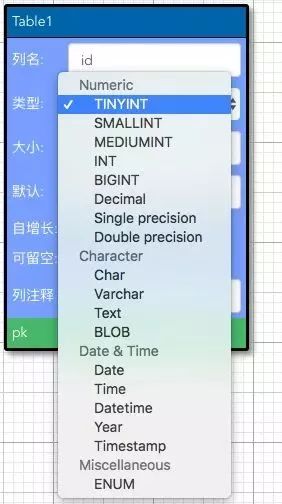 Table1
列名:
id
类型:
大小:
默认:
自增长:
可留空:
列注释
pk
Numeric
✓ TINYINT
SMALLINT
MEDIUMINT
INT
BIGINT
Decimal
Single precision
Double precision
Character
Char
Varchar
Text
BLOB
Date & Time
Date
Time
Datetime
Year
Timestamp
Miscellaneous
ENUM